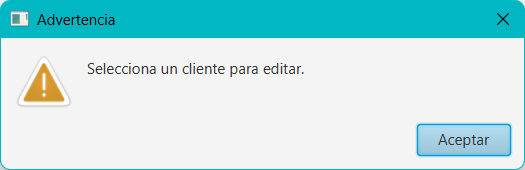 Advertencia
Selecciona un cliente para editar.
Aceptar